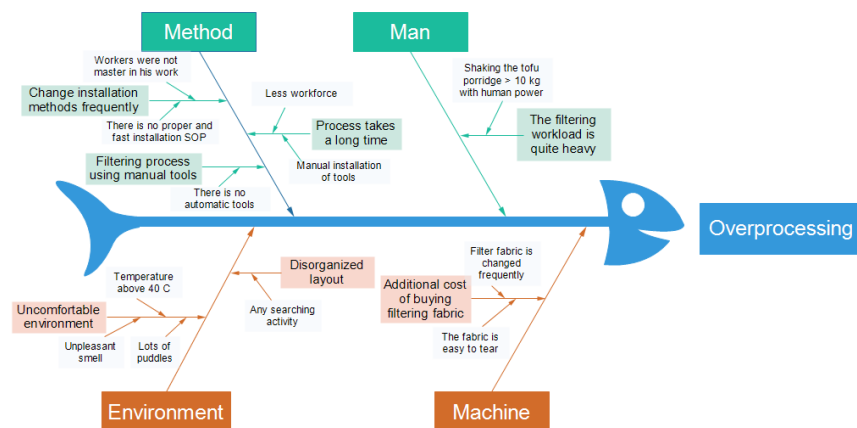 Method
Man
Workers were not
master in his work
Change installation
methods frequently
There is no proper and
fast installation SOP
Less workforce
Process takes
a long time
Manual installation
of tools
Filtering process
using manual tools
There is no
automatic tools
Shaking the tofu
porridge > 10 kg
with human power
The filtering
workload is
quite heavy
Overprocessing
Temperature
above 40 C
Uncomfortable
environment
Unpleasant
smell
Lots of
puddles
Disorganized
layout
Any searching
activity
Filter fabric is
changed
frequently
Additional cost
of buying
filtering fabric
The fabric is
easy to tear
Environment
Machine